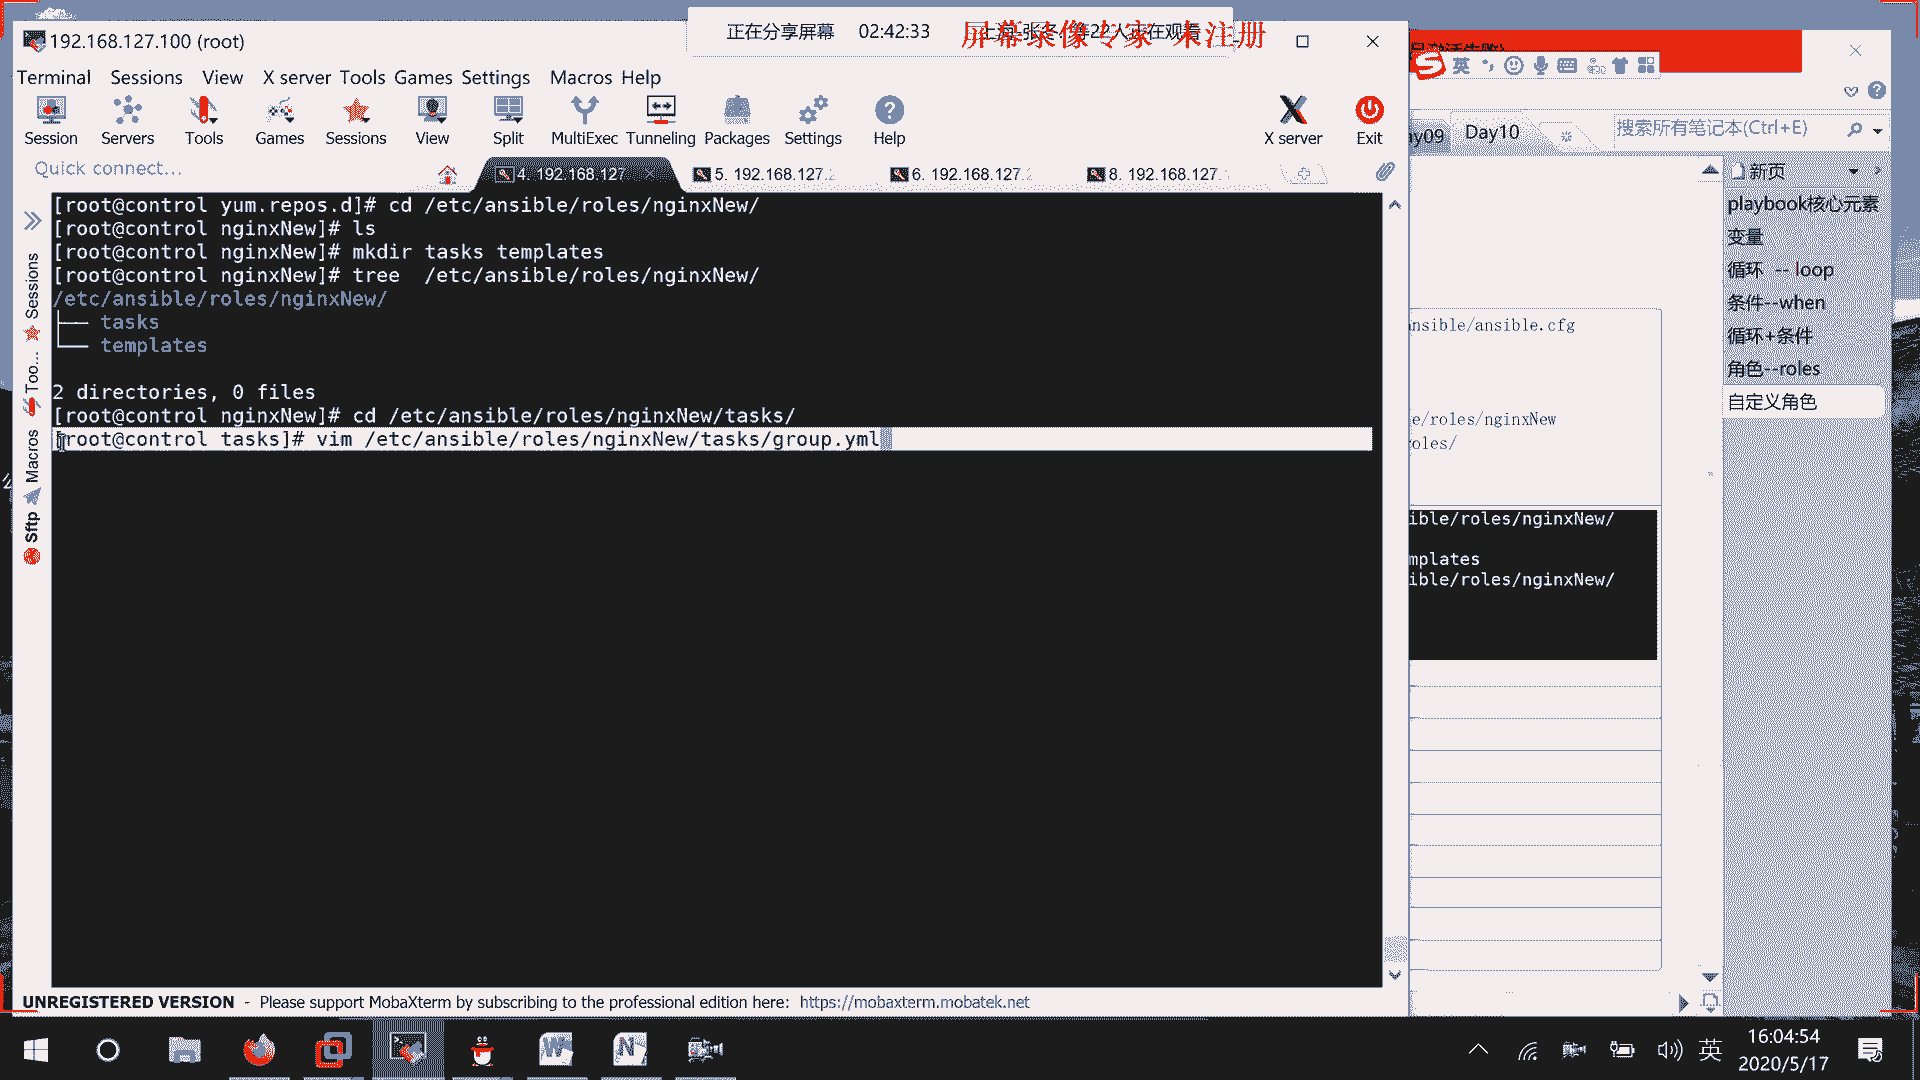 正在分享屏幕 02:42:33
屏幕录像专家 未注册
192.168.127.100 (root)
Terminal Sessions View X server Tools Games Settings Macros Help
Session Servers Tools Games Sessions View Split MultiExec Tunneling Packages Settings Help X server Exit
Quick connect...
4. 192.168.127 5. 192.168.127. 6. 192.168.127. 8. 192.168.127.
[root@control yum.repos.d]# cd /etc/ansible/roles/nginxNew/
[root@control nginxNew]# ls
[root@control nginxNew]# mkdir tasks templates
[root@control nginxNew]# tree  /etc/ansible/roles/nginxNew/
/etc/ansible/roles/nginxNew/
├── tasks
└── templates
2 directories, 0 files
[root@control nginxNew]# cd /etc/ansible/roles/nginxNew/tasks/
[root@control tasks]# vim /etc/ansible/roles/nginxNew/tasks/group.yml
Sessions
Too...
Macros
Sftp
UNREGISTERED VERSION - Please support MobaXterm by subscribing to the professional edition here: https://mobaxterm.mobatek.net
英
ay09 Day10 搜索所有笔记本(Ctrl+E)
新页
playbook核心元素
变量
循环 -- loop
条件--when
循环+条件
角色--roles
自定义角色
nsible/ansible.cfg
e/roles/nginxNew
oles/
ible/roles/nginxNew/
mplates
ible/roles/nginxNew/
英
16:04:54
2020/5/17